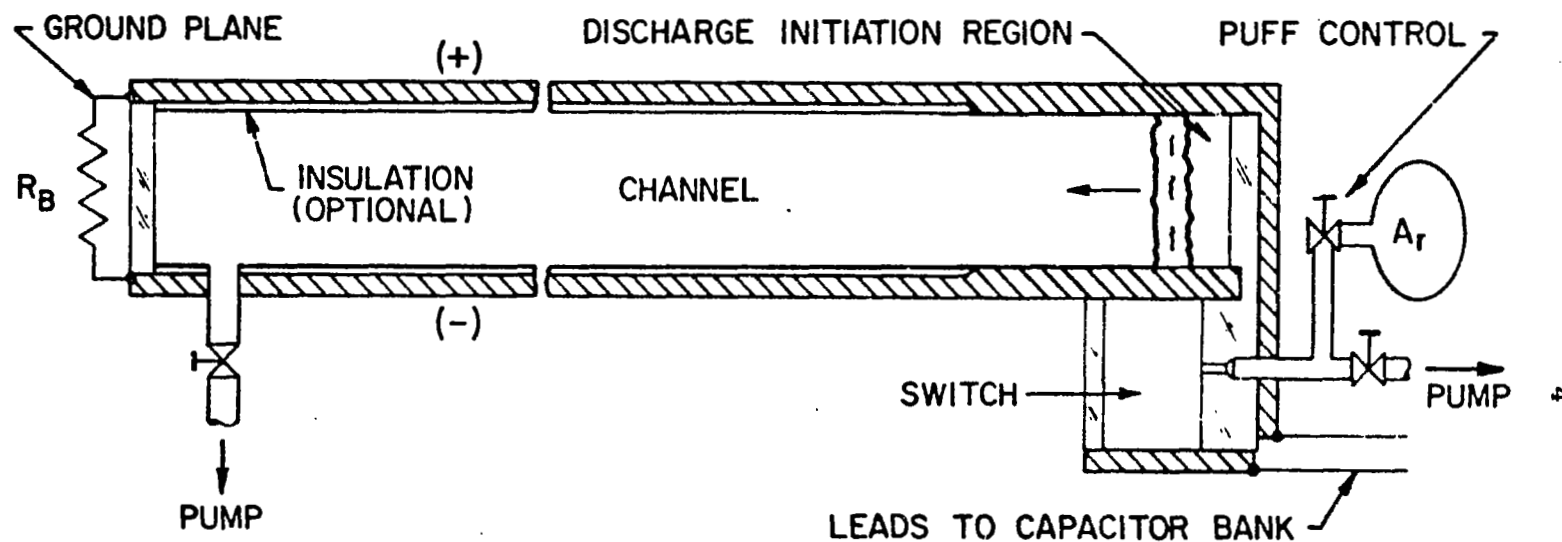 GROUND PLANE
(+)
DISCHARGE INITIATION REGION
PUFF CONTROL
R_B
INSULATION
(OPTIONAL)
CHANNEL
A_r
(-)
SWITCH
PUMP
4
PUMP
LEADS TO CAPACITOR BANK